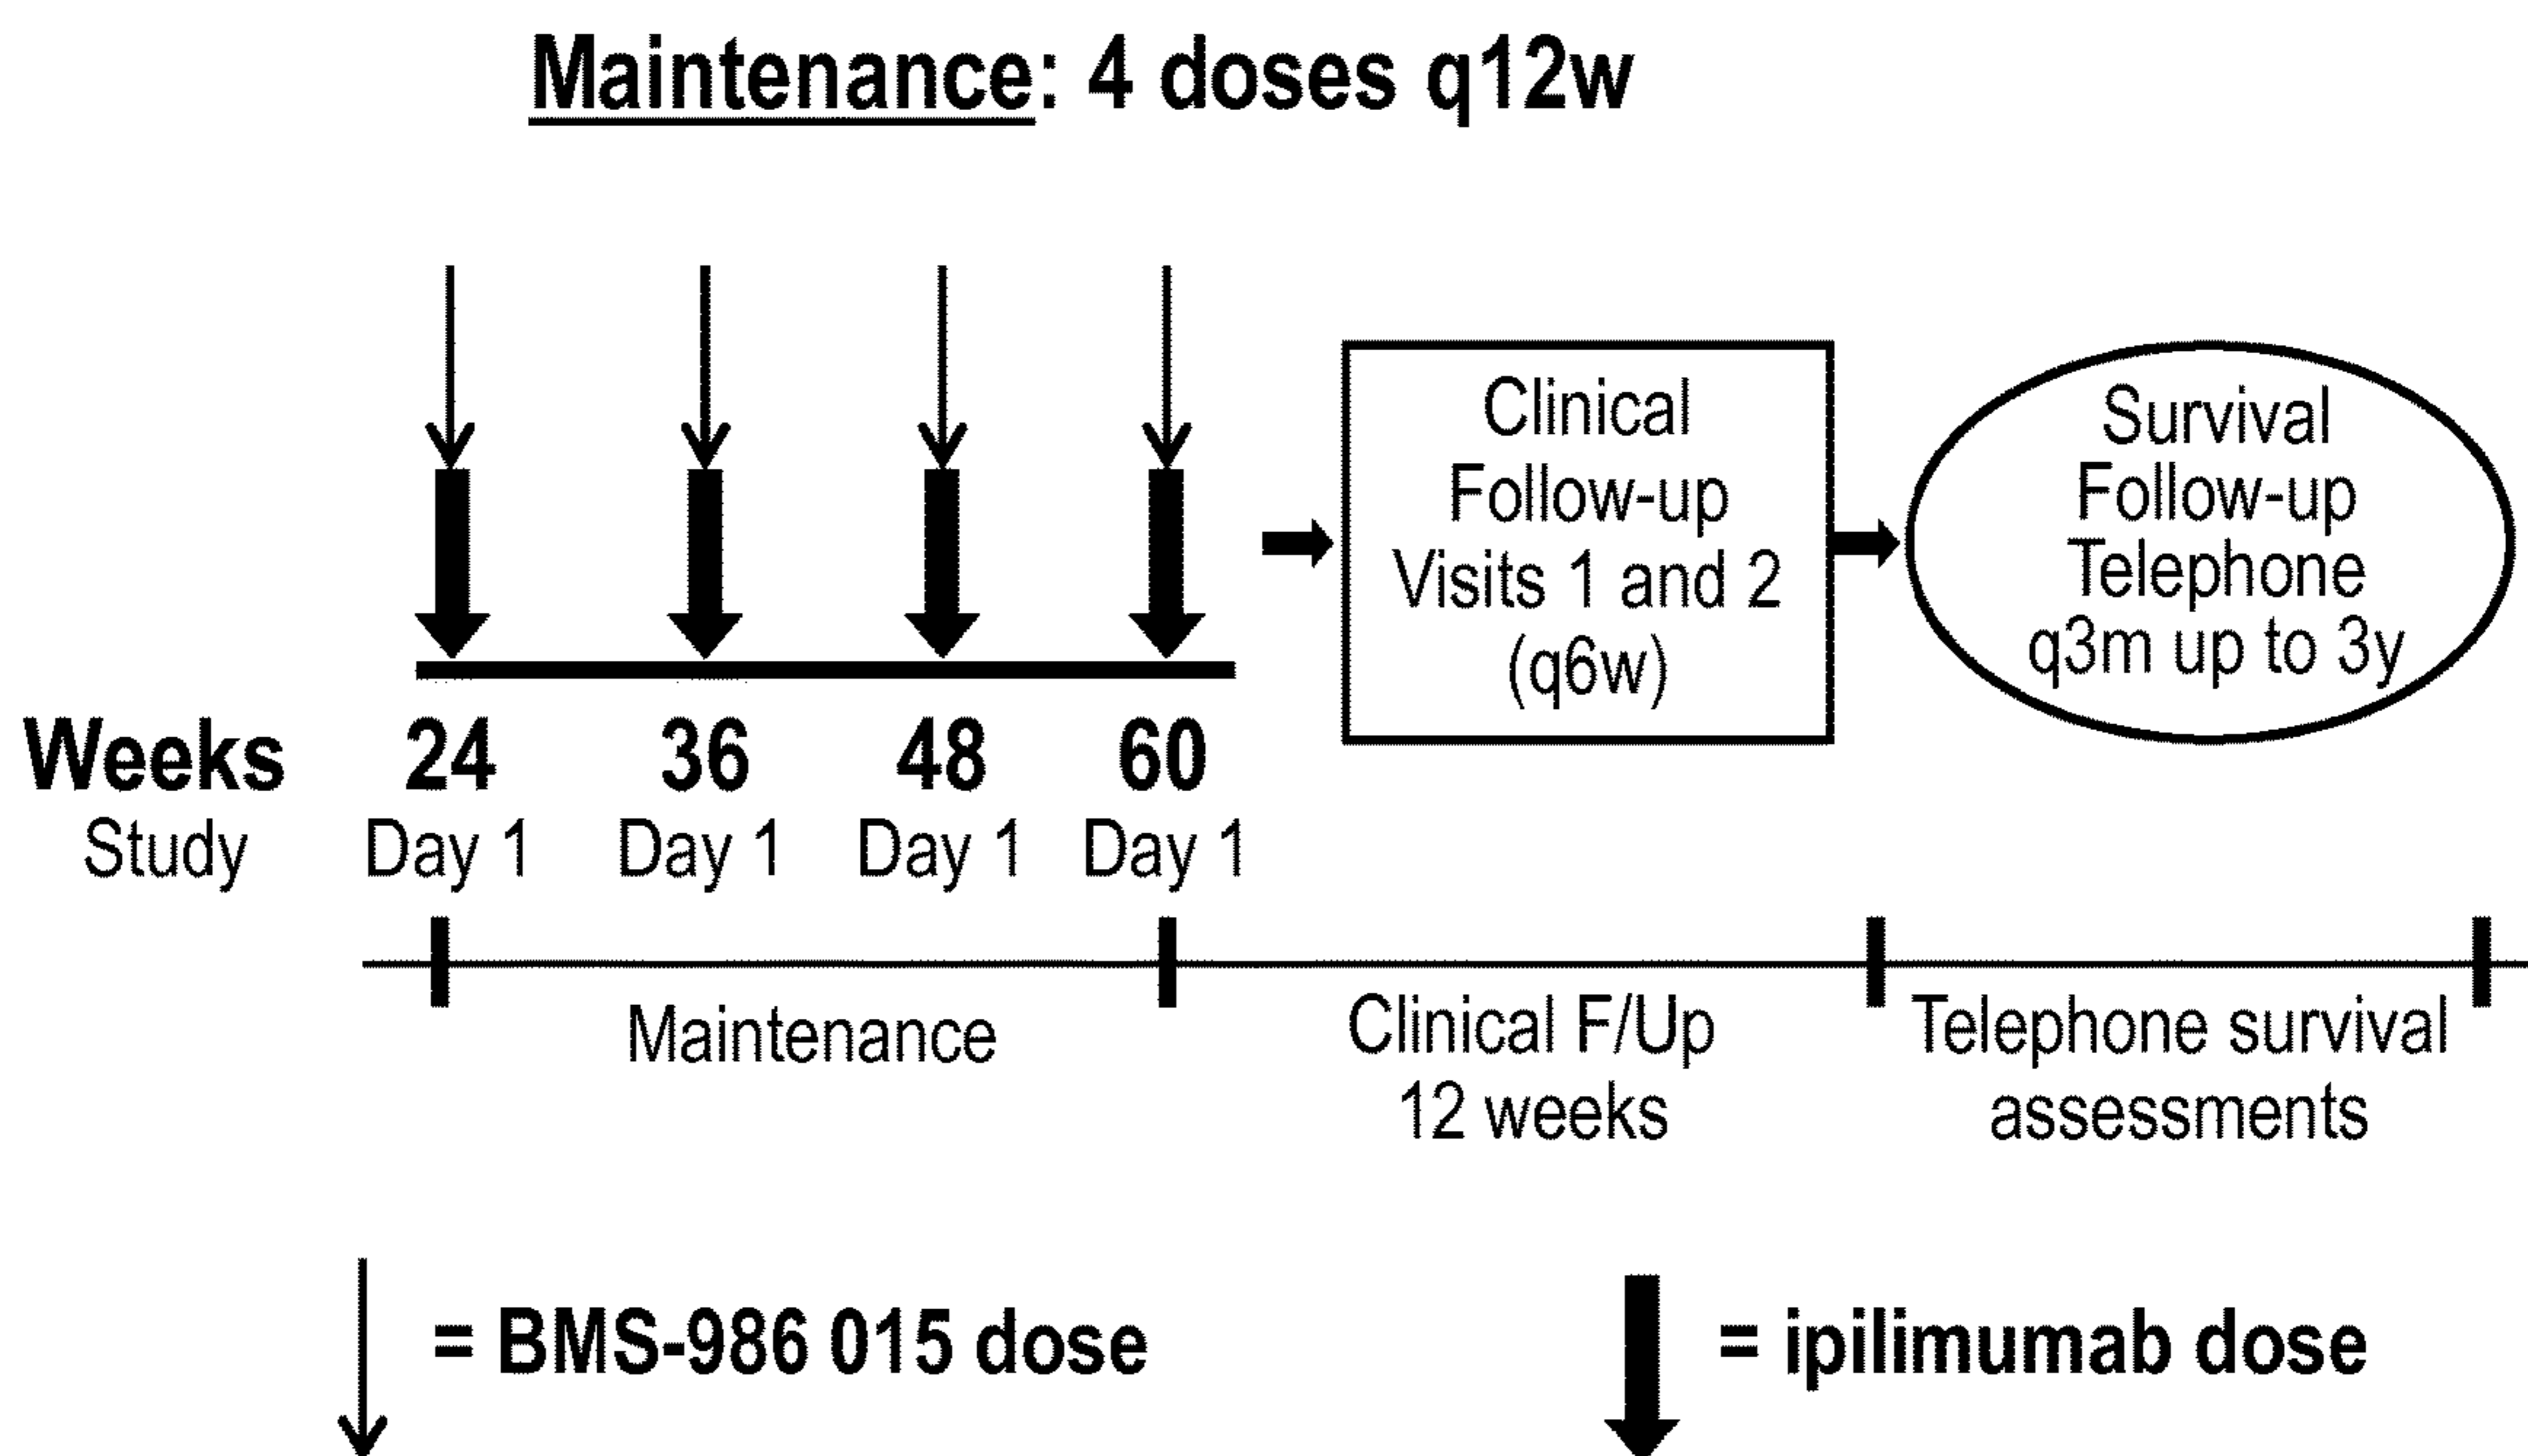 Maintenance: 4 doses q12w
Clinical
Follow-up
Visits 1 and 2
(q6w)
Survival
Follow-up
Telephone
q3m up to 3y
Weeks 24 36 48 60
Study Day 1 Day 1 Day 1 Day 1
Maintenance
Clinical F/Up
12 weeks
Telephone survival
assessments
= BMS-986 015 dose
= ipilimumab dose